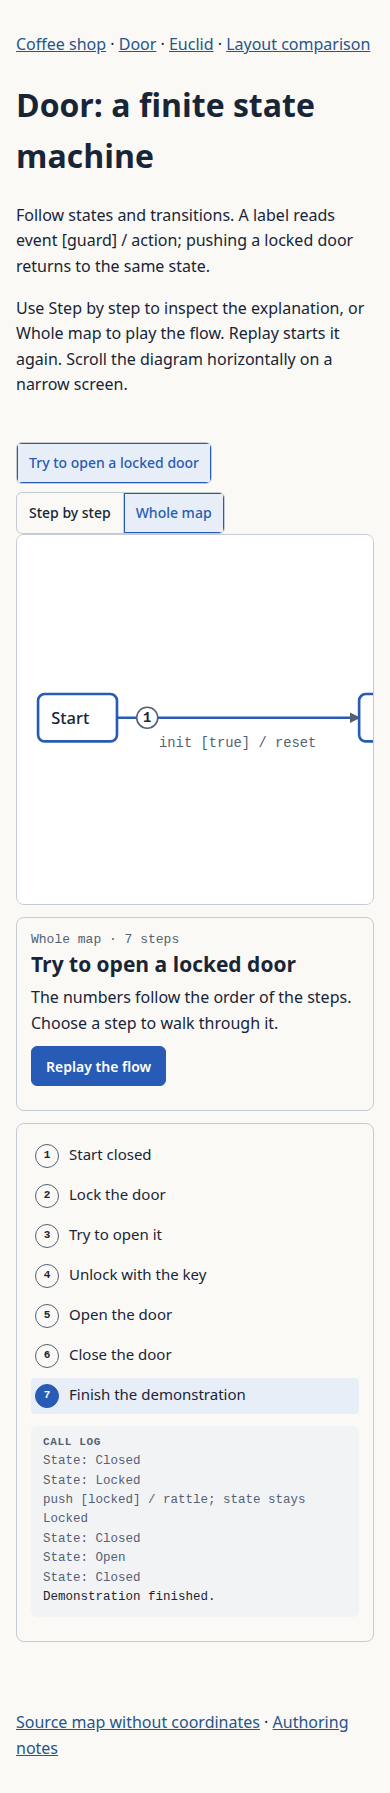 Coffee shop · Door · Euclid · Layout comparison
Door: a finite state
machine
Follow states and transitions. A label reads
event [guard] / action; pushing a locked door
returns to the same state.
Use Step by step to inspect the explanation, or
Whole map to play the flow. Replay starts it
again. Scroll the diagram horizontally on a
narrow screen.
Try to open a locked door
Step by step
Whole map
Start
1
init [true] / reset
Whole map · 7 steps
Try to open a locked door
The numbers follow the order of the steps.
Choose a step to walk through it.
Replay the flow
1 Start closed
2 Lock the door
3 Try to open it
4 Unlock with the key
5 Open the door
6 Close the door
7 Finish the demonstration
CALL LOG
State: Closed
State: Locked
push [locked] / rattle; state stays
Locked
State: Closed
State: Open
State: Closed
Demonstration finished.
Source map without coordinates · Authoring
notes